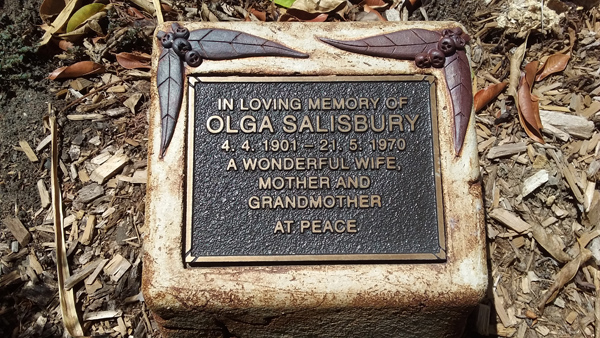 IN LOVING MEMORY OF
OLGA SALISBURY
4. 4. 1901 – 21. 5. 1970
A WONDERFUL WIFE,
MOTHER AND
GRANDMOTHER
AT PEACE